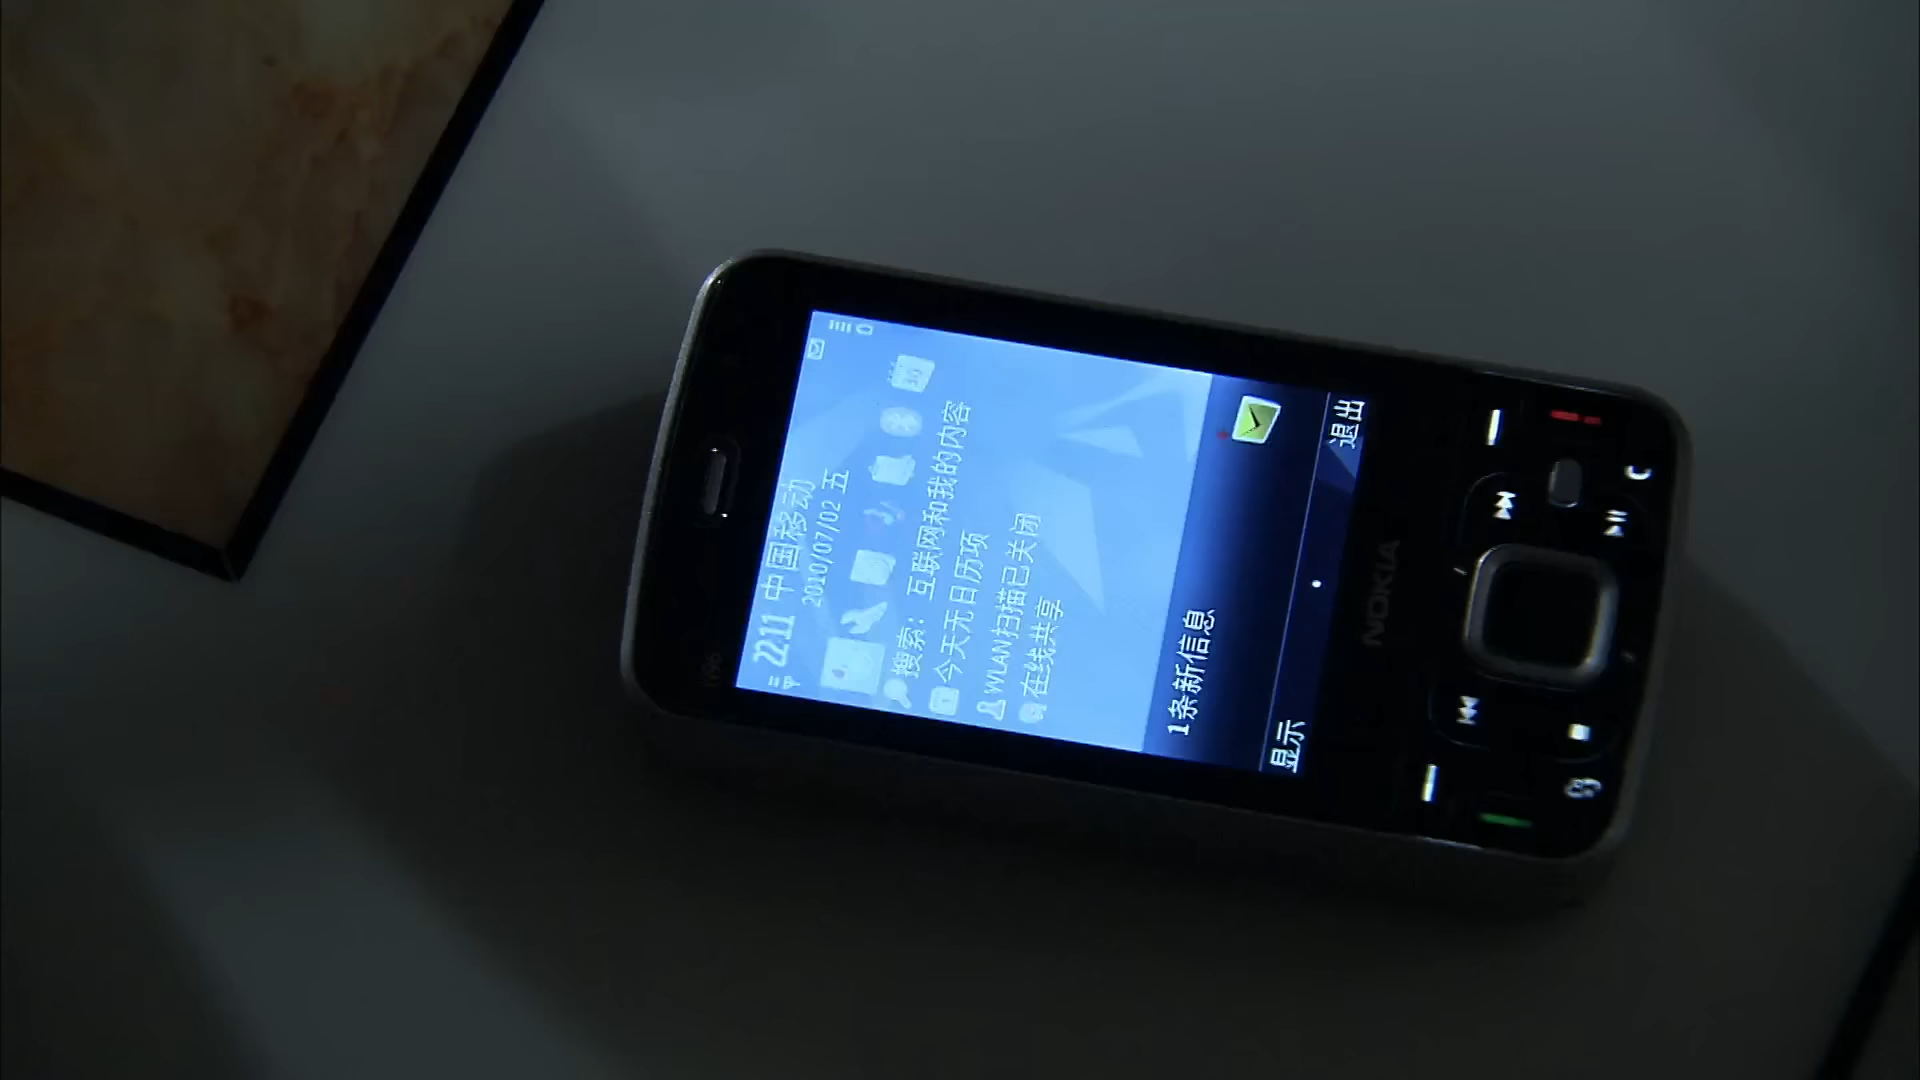 22:11 中国移动
2010/07/02 五
搜索： 互联网和我的内容
今天无日历项
WLAN扫描已关闭
在线共享
1条新信息
显示
退出
NOKIA
C